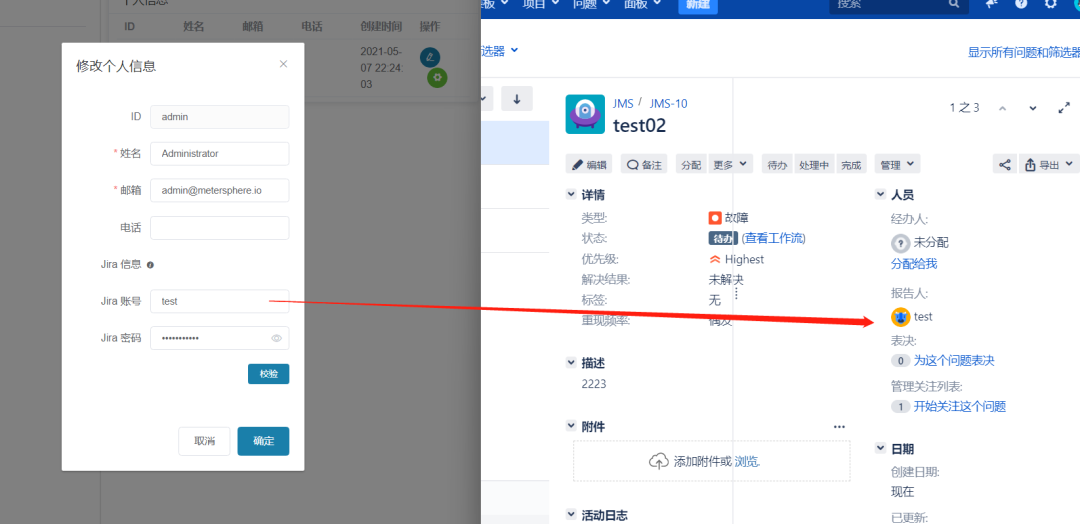 个人信息
ID 姓名 邮箱 电话 创建时间 操作
2021-05-
07 22:24:
03
修改个人信息
ID admin
* 姓名 Administrator
* 邮箱 admin@metersphere.io
电话
Jira 信息
Jira 账号 test
Jira 密码 •••••••••••
校验
取消 确定
项目 问题 面板 新建 搜索
选器
显示所有问题和筛选器
JMS / JMS-10
test02
1 之 3
编辑 备注 分配 更多 待办 处理中 完成 管理 导出
详情
类型: 故障
状态: 待办 (查看工作流)
优先级: Highest
解决结果: 未解决
标签: 无
重现频率: 偶发
描述
2223
附件
添加附件或 浏览.
活动日志
人员
经办人:
未分配
分配给我
报告人:
test
表决:
0 为这个问题表决
管理关注列表:
1 开始关注这个问题
日期
创建日期:
现在
已更新: